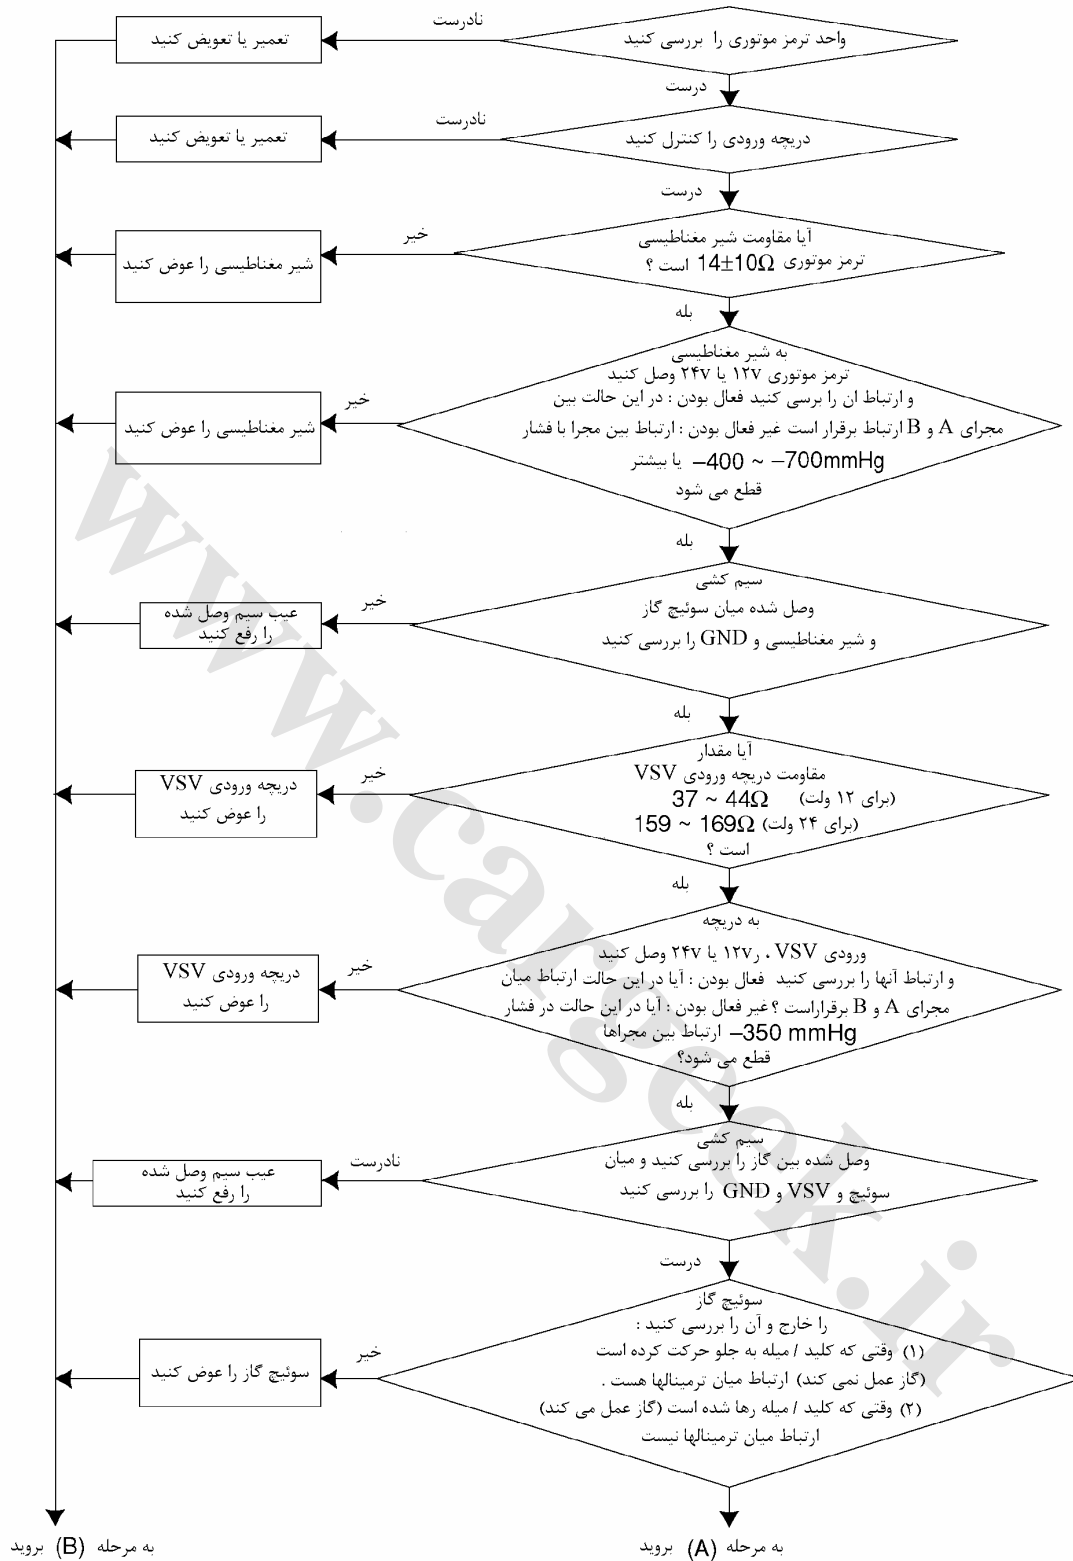 واحد ترمز موتوری را بررسی کنید
نادرست
تعمیر یا تعویض کنید
درست
دریچه ورودی را کنترل کنید
نادرست
تعمیر یا تعویض کنید
درست
آیا مقاومت شیر مغناطیسی
ترمز موتوری 14±10Ω است ؟
خیر
شیر مغناطیسی را عوض کنید
بله
به شیر مغناطیسی
ترمز موتوری ۱۲v یا ۲۴v وصل کنید
و ارتباط ان را برسی کنید فعال بودن : در این حالت بین
مجرای A و B ارتباط برقرار است غیر فعال بودن : ارتباط بین مجرا با فشار
–400 ~ –700mmHg یا بیشتر
قطع می شود
خیر
شیر مغناطیسی را عوض کنید
بله
سیم کشی
وصل شده میان سوئیچ گاز
و شیر مغناطیسی و GND را بررسی کنید
خیر
عیب سیم وصل شده
را رفع کنید
بله
آیا مقدار
مقاومت دریچه ورودی VSV
(برای ۱۲ ولت) 37 ~ 44Ω
(برای ۲۴ ولت) 159 ~ 169Ω
است ؟
خیر
دریچه ورودی VSV
را عوض کنید
بله
به دریچه
ورودی VSV ، ر۱۲v یا ۲۴v وصل کنید
و ارتباط آنها را بررسی کنید فعال بودن : آیا در این حالت ارتباط میان
مجرای A و B برقراراست ؟ غیر فعال بودن : آیا در این حالت در فشار
–350 mmHg ارتباط بین مجراها
قطع می شود؟
خیر
دریچه ورودی VSV
را عوض کنید
بله
سیم کشی
وصل شده بین گاز را بررسی کنید و میان
سوئیچ و VSV و GND را بررسی کنید
نادرست
عیب سیم وصل شده
را رفع کنید
درست
سوئیچ گاز
را خارج و آن را بررسی کنید :
(۱) وقتی که کلید / میله به جلو حرکت کرده است
(گاز عمل نمی کند) ارتباط میان ترمینالها هست .
(۲) وقتی که کلید / میله رها شده است (گاز عمل می کند)
ارتباط میان ترمینالها نیست
خیر
سوئیچ گاز را عوض کنید
به مرحله (A) بروید
به مرحله (B) بروید
www.cargeek.ir